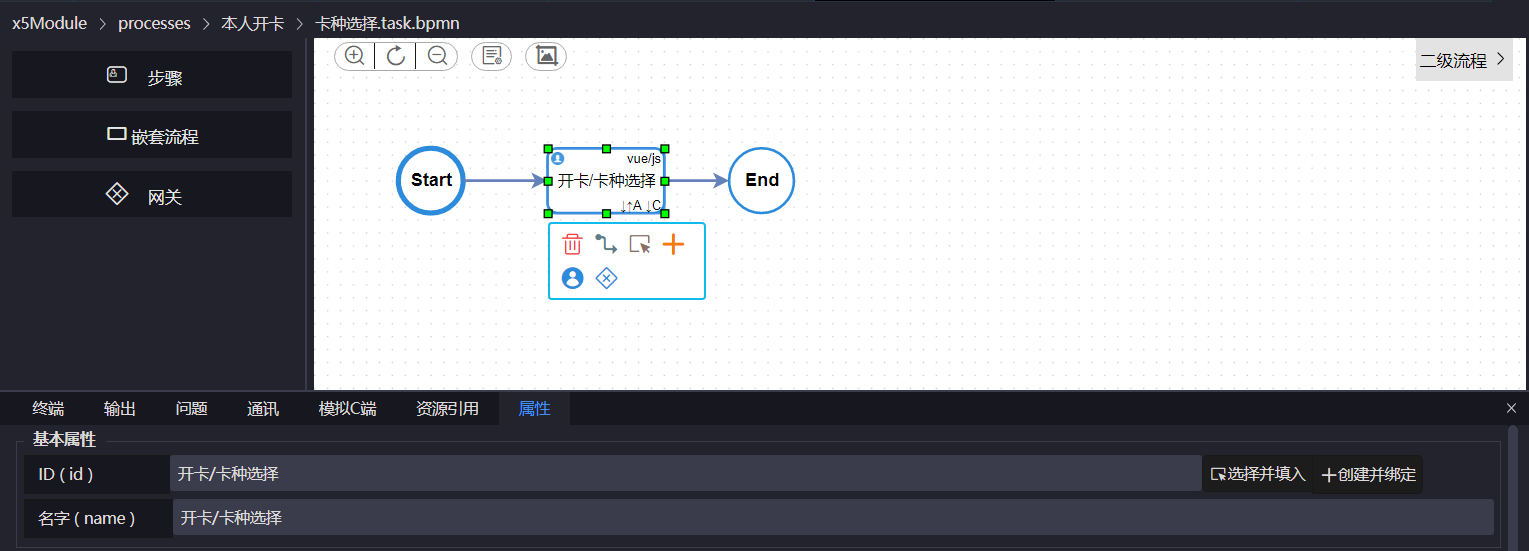 x5Module > processes > 本人开卡 > 卡种选择.task.bpmn
步骤
嵌套流程
网关
二级流程 >
Start
vue/js
开卡/卡种选择
↓↑A ↓C
End
终端 输出 问题 通讯 模拟C端 资源引用 属性
基本属性
ID ( id ) 开卡/卡种选择 选择并填入 创建并绑定
名字 ( name ) 开卡/卡种选择